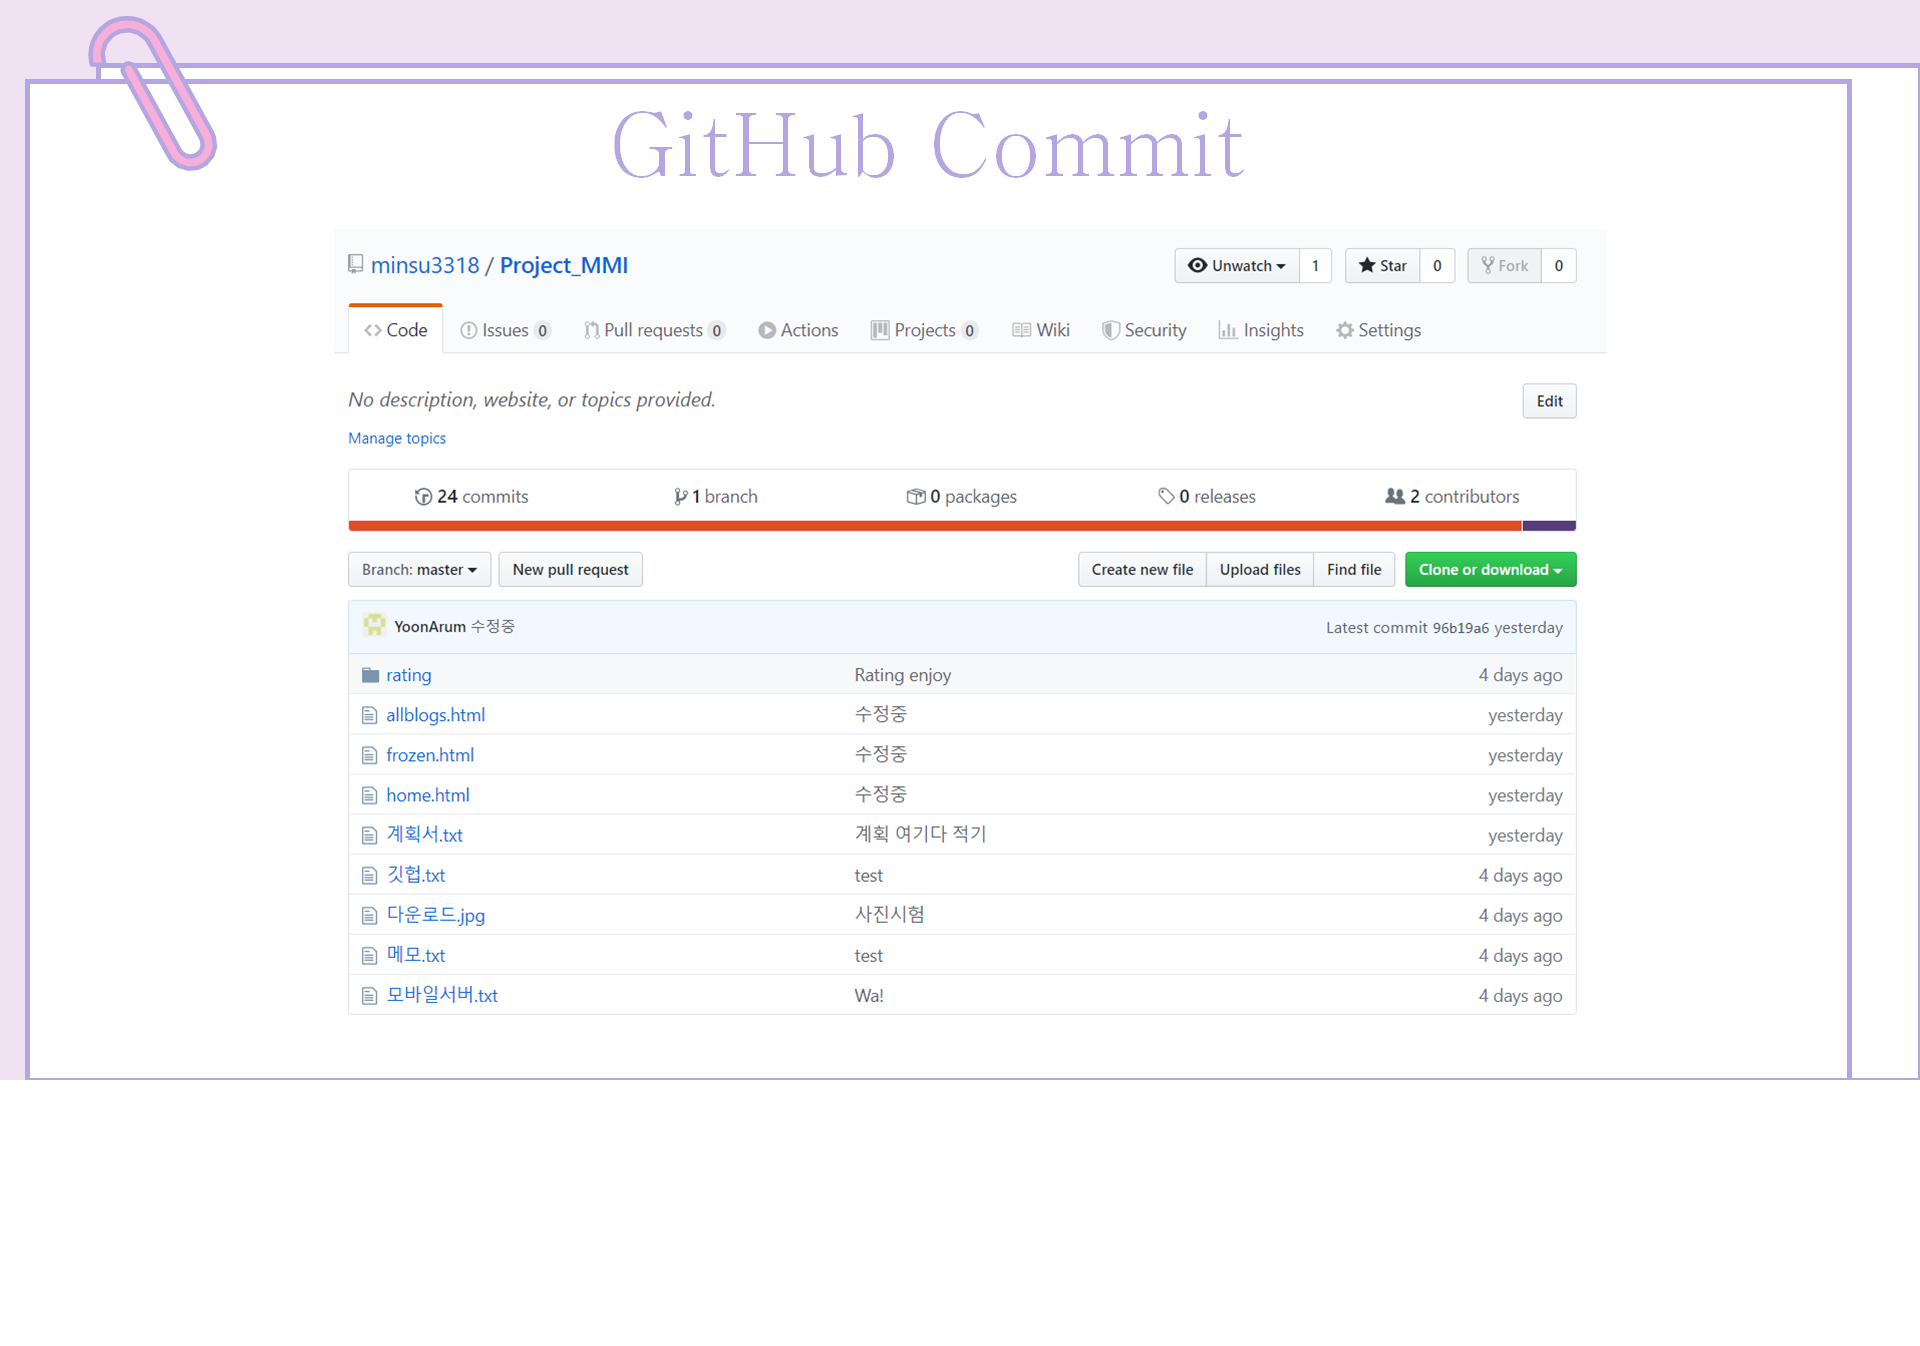 GitHub Commit
minsu3318 / Project_MMI Unwatch 1 Star 0 Fork 0
Code Issues 0 Pull requests 0 Actions Projects 0 Wiki Security Insights Settings
No description, website, or topics provided. Edit
Manage topics
24 commits 1 branch 0 packages 0 releases 2 contributors
Branch: master New pull request Create new file Upload files Find file Clone or download
YoonArum 수정중 Latest commit 96b19a6 yesterday
rating Rating enjoy 4 days ago
allblogs.html 수정중 yesterday
frozen.html 수정중 yesterday
home.html 수정중 yesterday
계획서.txt 계획 여기다 적기 yesterday
깃헙.txt test 4 days ago
다운로드.jpg 사진시험 4 days ago
메모.txt test 4 days ago
모바일서버.txt Wa! 4 days ago